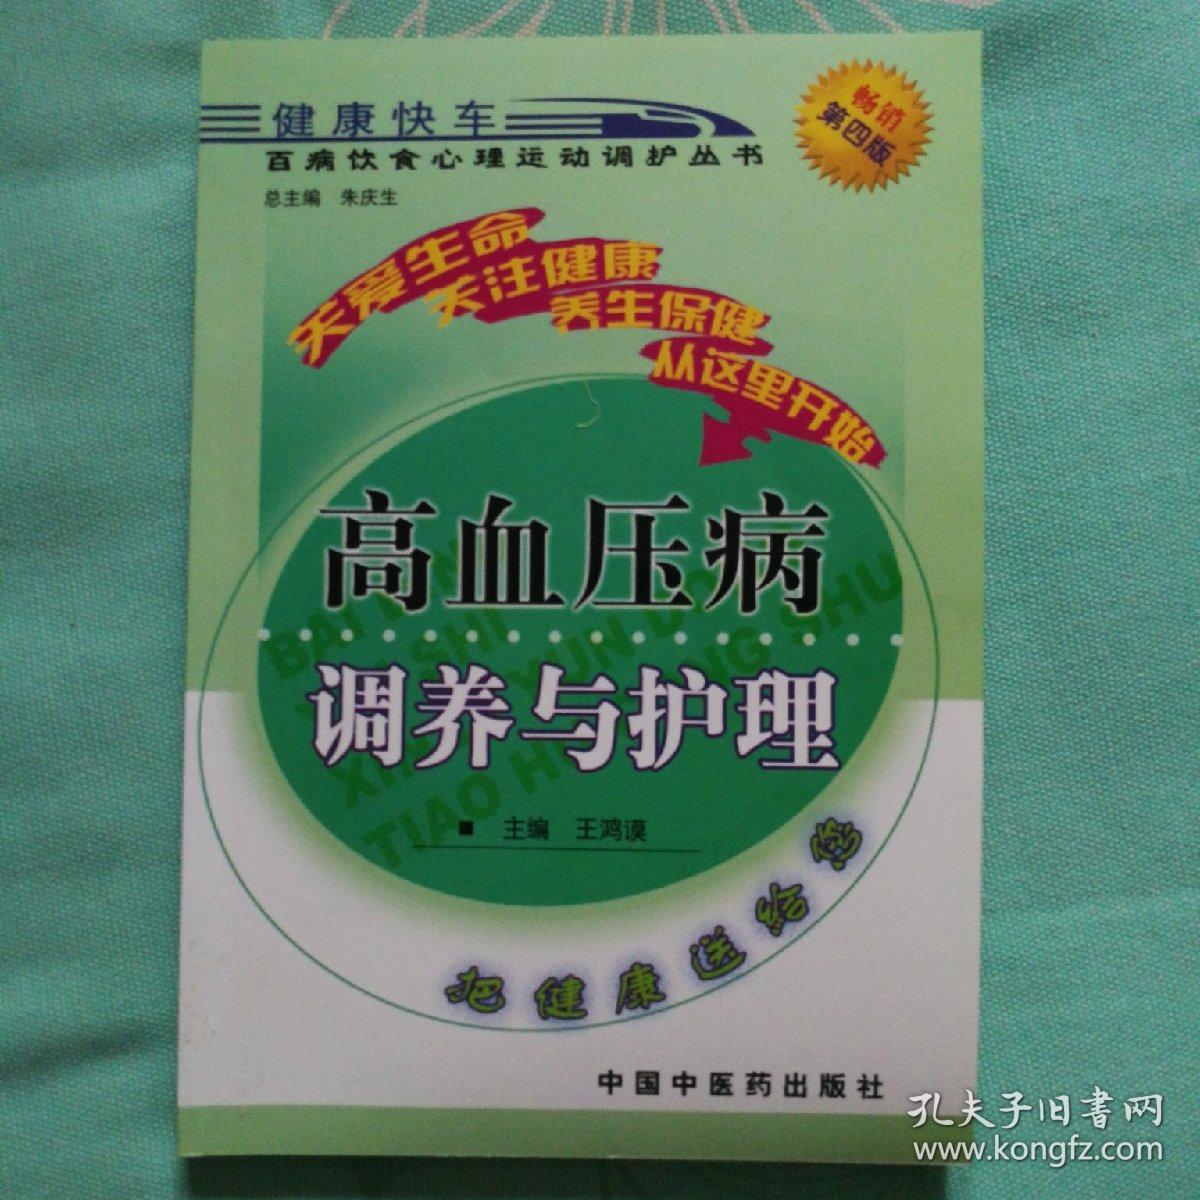 健康快车
百病饮食心理运动调护丛书
总主编 朱庆生
畅销
第四版
关爱生命
关注健康
养生保健
从这里开始
高血压病
调养与护理
■ 主编 王鸿谟
把健康送给您
中国中医药出版社
孔夫子旧书网
www.kongfz.com